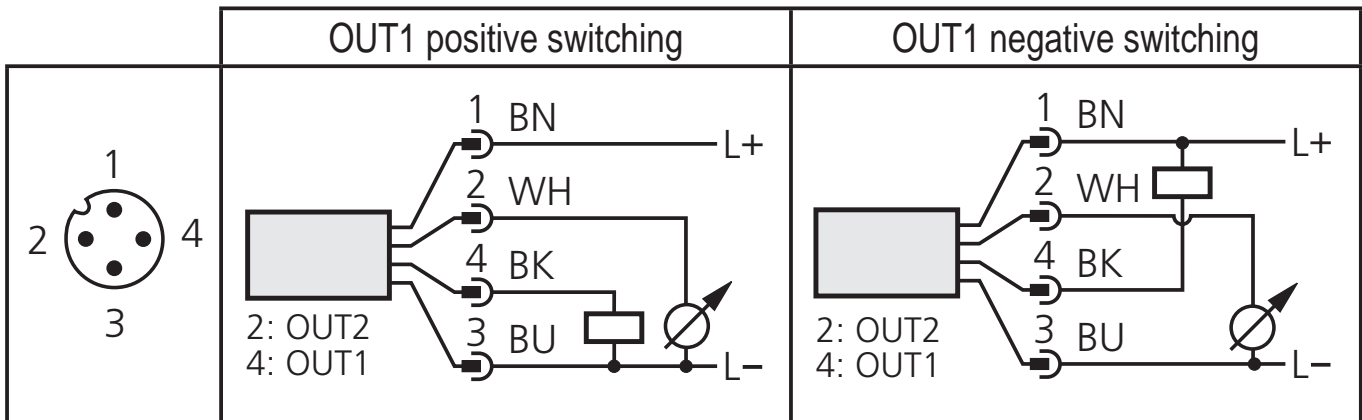 OUT1 positive switching
OUT1 negative switching
1
2
4
3
1 BN
L+
2 WH
4 BK
3 BU
L−
2: OUT2
4: OUT1
1 BN
L+
2 WH
4 BK
3 BU
L−
2: OUT2
4: OUT1